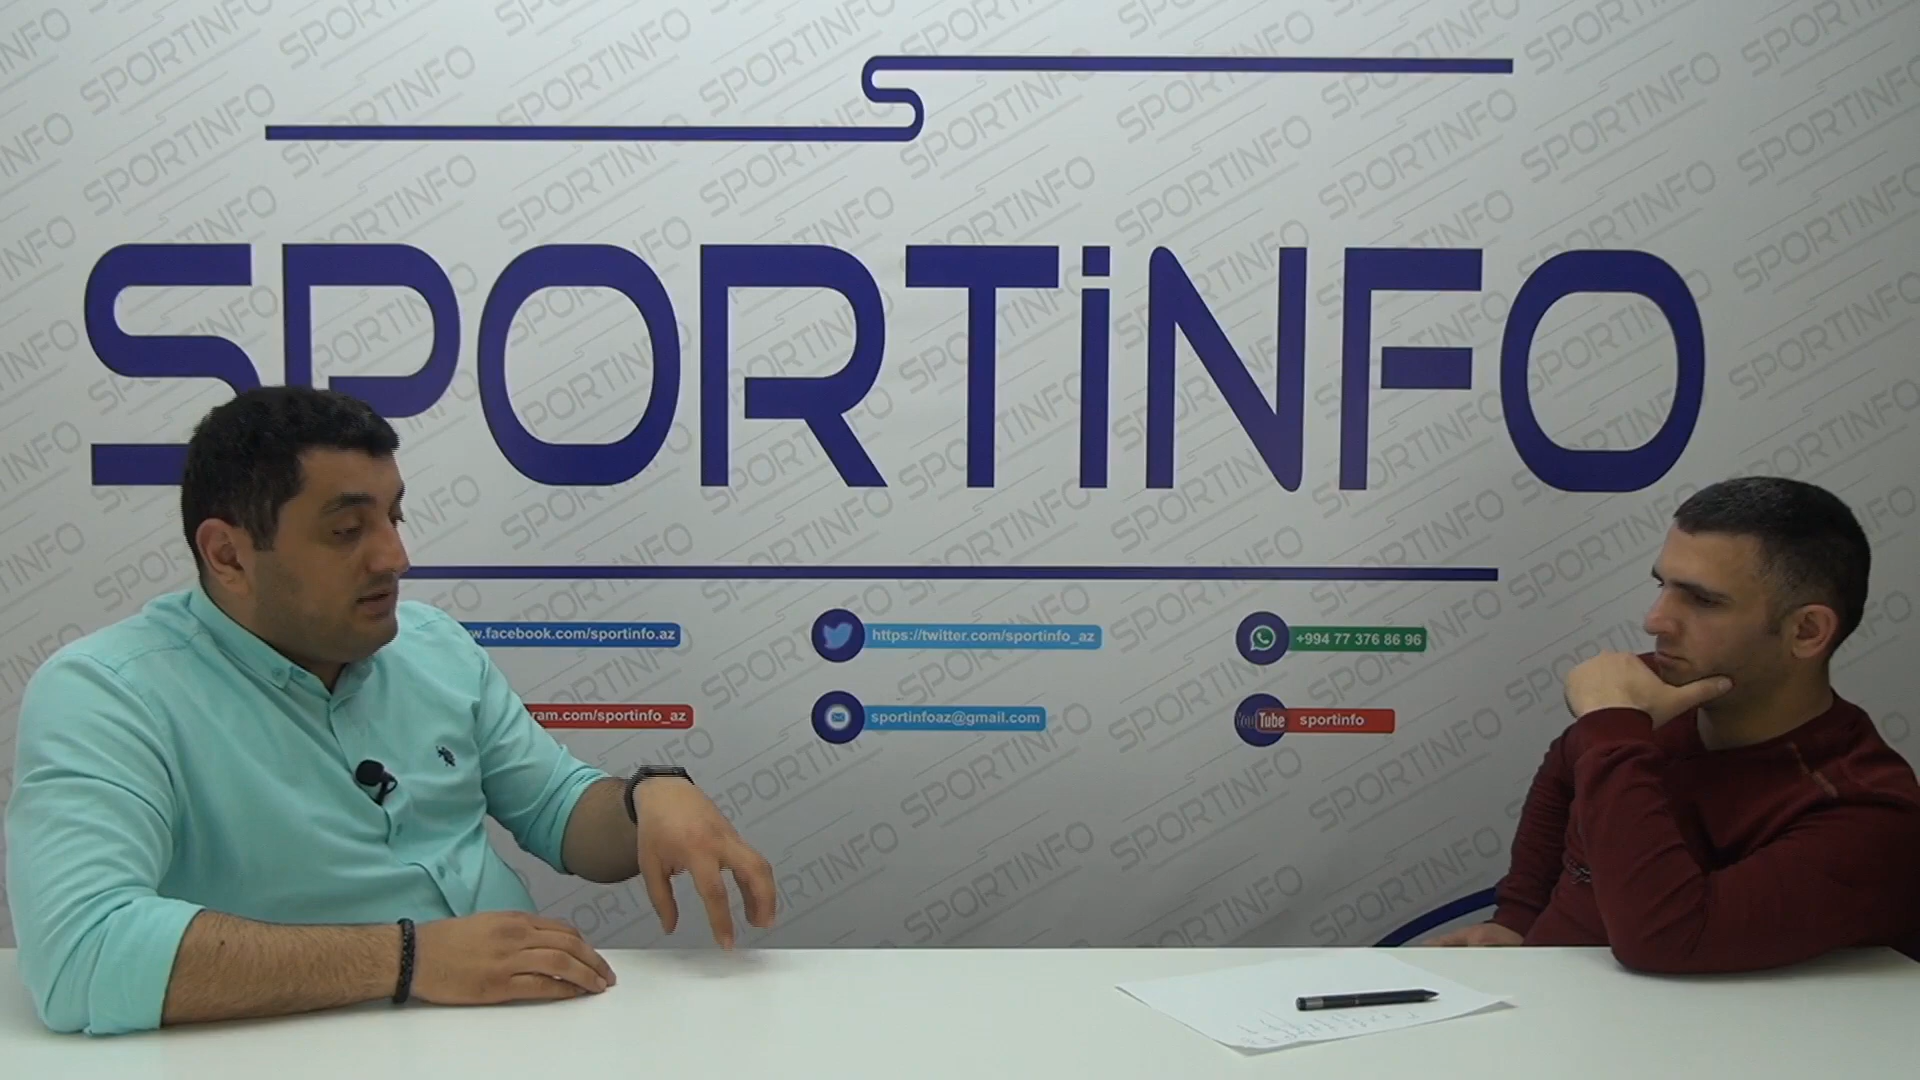 SPORTiNFO
w.facebook.com/sportinfo.az
https://twitter.com/sportinfo_az
+994 77 376 86 96
ram.com/sportinfo_az
sportinfoaz@gmail.com
YouTube sportinfo